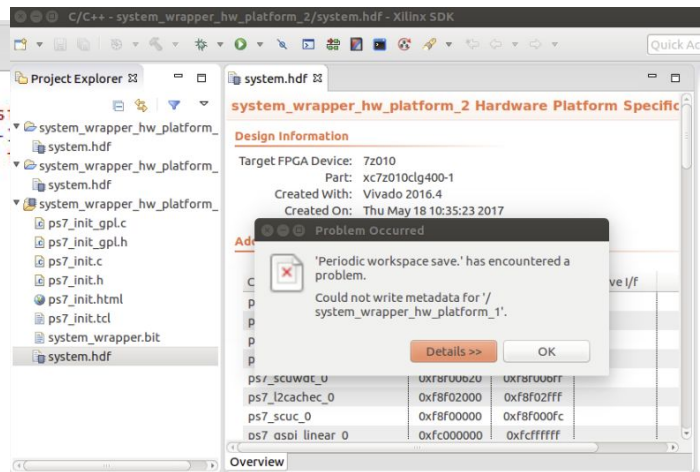 C/C++ - system_wrapper_hw_platform_2/system.hdf - Xilinx SDK
Quick Ac
Project Explorer
system_wrapper_hw_platform_
system.hdf
system_wrapper_hw_platform_
system.hdf
system_wrapper_hw_platform_
ps7_init_gpl.c
ps7_init_gpl.h
ps7_init.c
ps7_init.h
ps7_init.html
ps7_init.tcl
system_wrapper.bit
system.hdf
system.hdf
system_wrapper_hw_platform_2 Hardware Platform Specific
Design Information
Target FPGA Device: 7z010
Part: xc7z010clg400-1
Created With: Vivado 2016.4
Created On: Thu May 18 10:35:23 2017
Ad
ve I/f
Problem Occurred
'Periodic workspace save.' has encountered a
problem.
Could not write metadata for '/
system_wrapper_hw_platform_1'.
Details >>
OK
ps7_scuwdt_0 0xf8f00620 0xf8f006ff
ps7_l2cachec_0 0xf8f02000 0xf8f02fff
ps7_scuc_0 0xf8f00000 0xf8f000fc
ps7_qspi_linear_0 0xfc000000 0xfcffffff
Overview